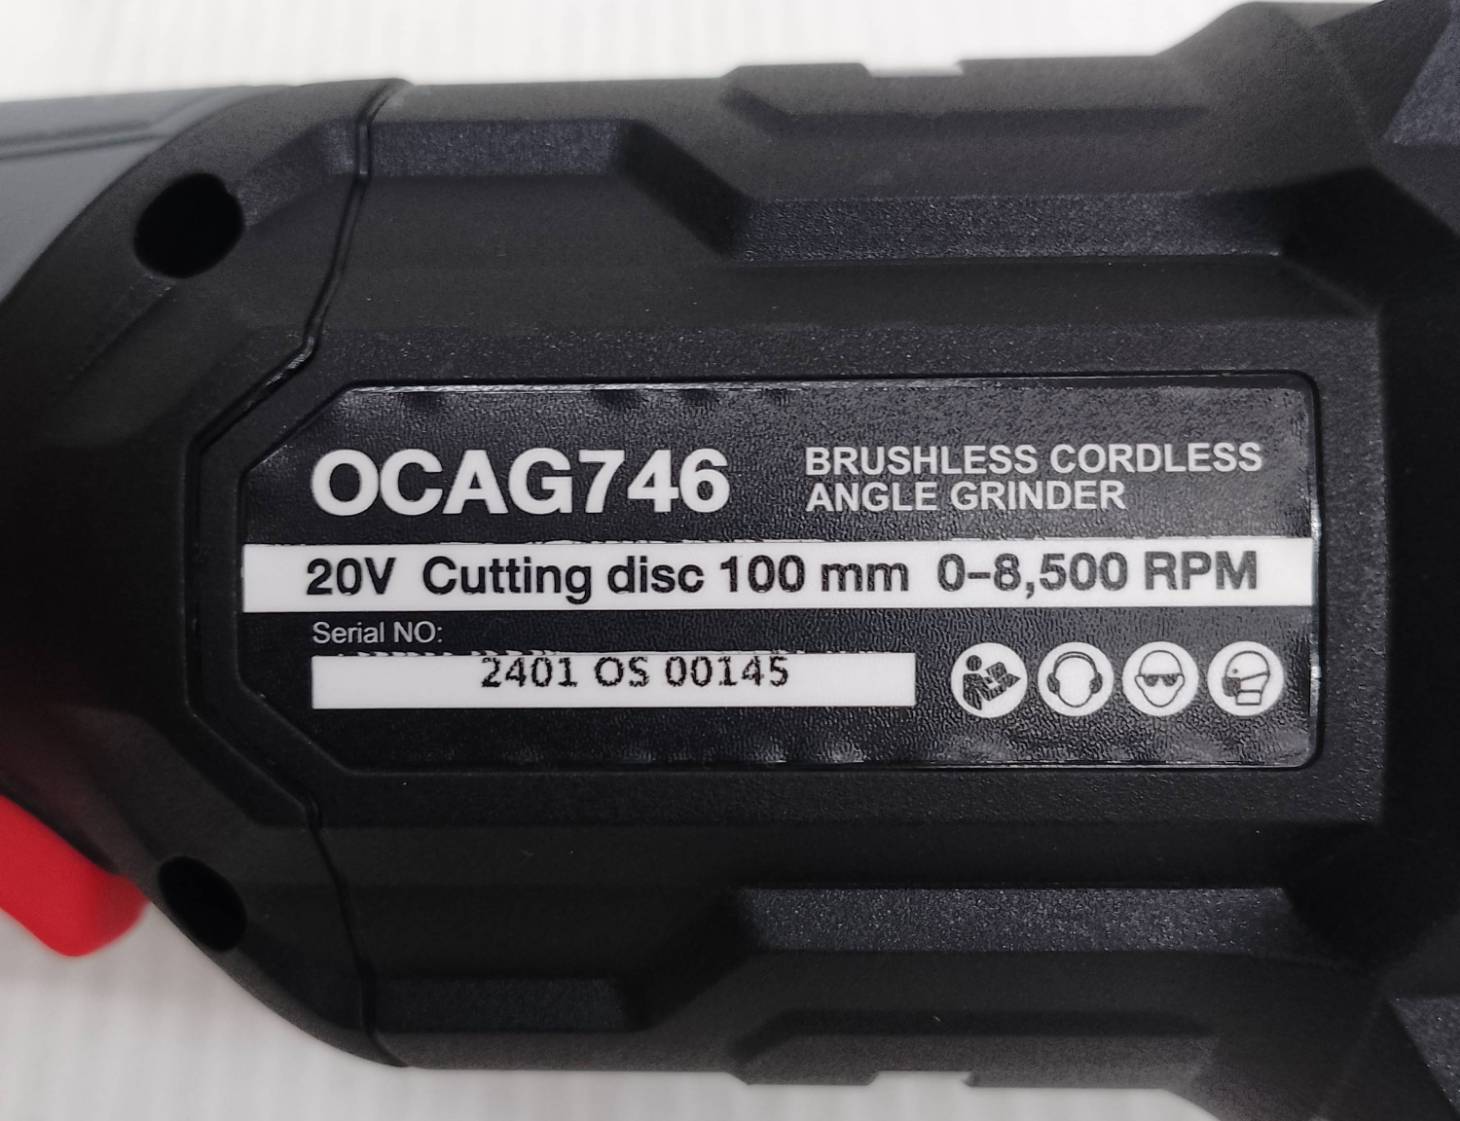 OCAG746
BRUSHLESS CORDLESS
ANGLE GRINDER
20V Cutting disc 100 mm 0–8,500 RPM
Serial NO:
2401 OS 00145